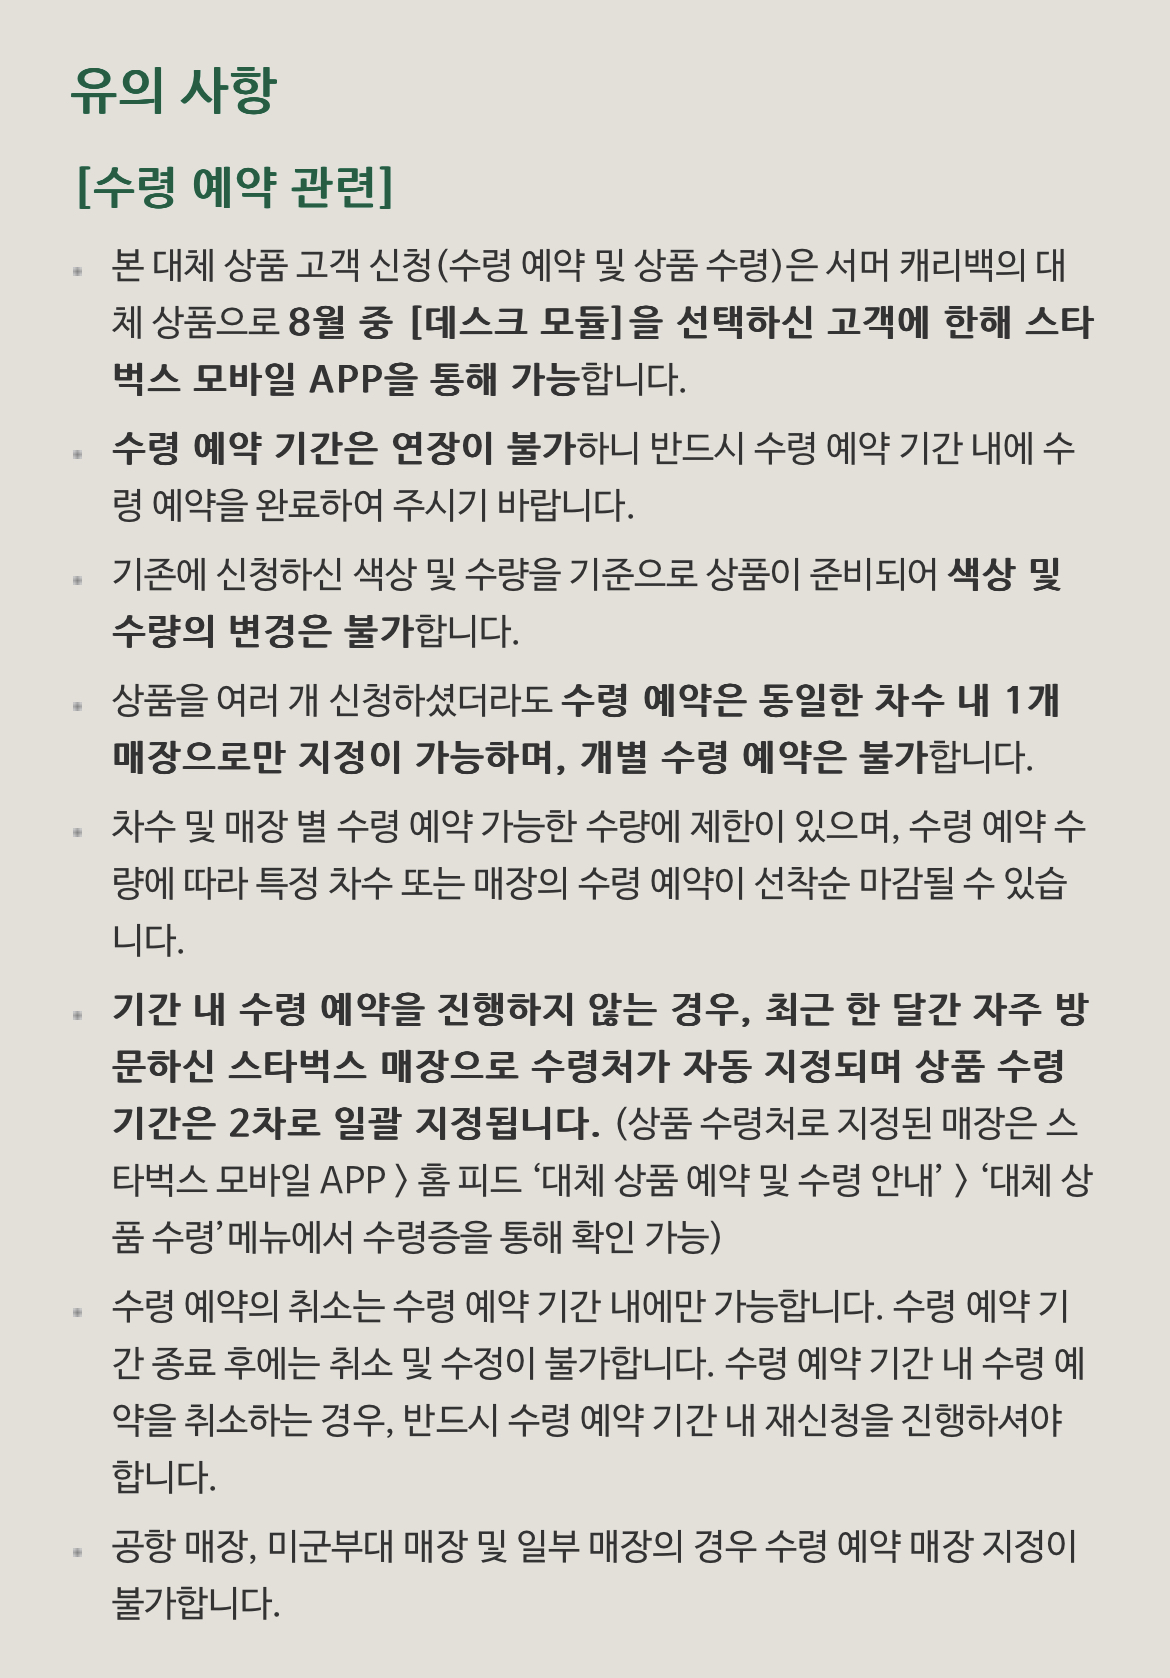 유의 사항
[수령 예약 관련]
본 대체 상품 고객 신청(수령 예약 및 상품 수령)은 서머 캐리백의 대
체 상품으로 8월 중 [데스크 모듈]을 선택하신 고객에 한해 스타
벅스 모바일 APP을 통해 가능합니다.
수령 예약 기간은 연장이 불가하니 반드시 수령 예약 기간 내에 수
령 예약을 완료하여 주시기 바랍니다.
기존에 신청하신 색상 및 수량을 기준으로 상품이 준비되어 색상 및
수량의 변경은 불가합니다.
상품을 여러 개 신청하셨더라도 수령 예약은 동일한 차수 내 1개
매장으로만 지정이 가능하며, 개별 수령 예약은 불가합니다.
차수 및 매장 별 수령 예약 가능한 수량에 제한이 있으며, 수령 예약 수
량에 따라 특정 차수 또는 매장의 수령 예약이 선착순 마감될 수 있습
니다.
기간 내 수령 예약을 진행하지 않는 경우, 최근 한 달간 자주 방
문하신 스타벅스 매장으로 수령처가 자동 지정되며 상품 수령
기간은 2차로 일괄 지정됩니다. (상품 수령처로 지정된 매장은 스
타벅스 모바일 APP > 홈 피드 ‘대체 상품 예약 및 수령 안내’ > ‘대체 상
품 수령’ 메뉴에서 수령증을 통해 확인 가능)
수령 예약의 취소는 수령 예약 기간 내에만 가능합니다. 수령 예약 기
간 종료 후에는 취소 및 수정이 불가합니다. 수령 예약 기간 내 수령 예
약을 취소하는 경우, 반드시 수령 예약 기간 내 재신청을 진행하셔야
합니다.
공항 매장, 미군부대 매장 및 일부 매장의 경우 수령 예약 매장 지정이
불가합니다.